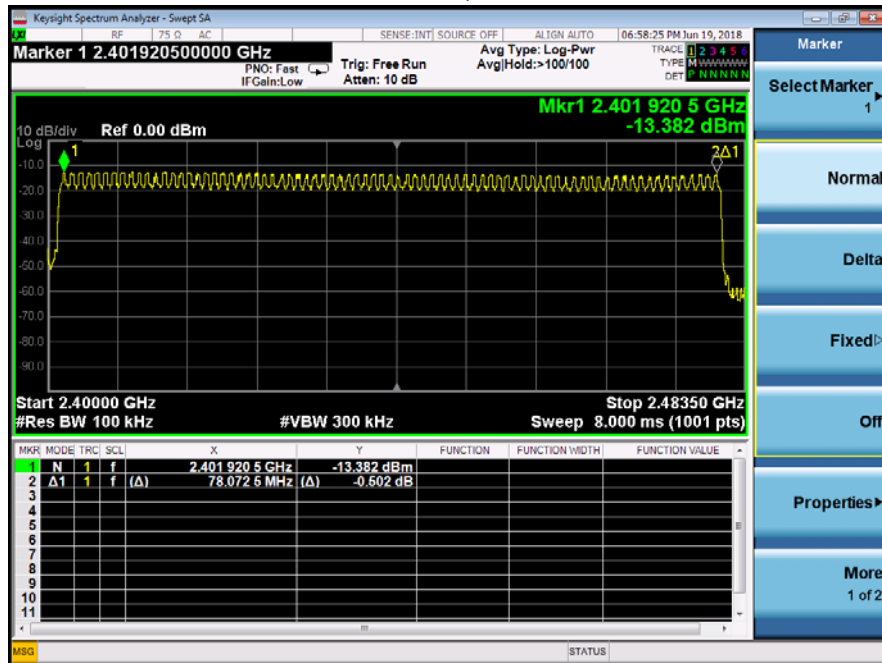 Keysight Spectrum Analyzer - Swept SA
LXI RF 75 Ω AC SENSE:INT SOURCE OFF ALIGN AUTO 06:58:25 PM Jun 19, 2018
Marker 1 2.401920500000 GHz
PNO: Fast
IFGain:Low
Trig: Free Run
Atten: 10 dB
Avg Type: Log-Pwr
Avg|Hold:>100/100
TRACE 1 2 3 4 5 6
TYPE M WWWWW
DET P N N N N N
Mkr1 2.401 920 5 GHz
-13.382 dBm
10 dB/div Ref 0.00 dBm
Log
1
2Δ1
-10.0
-20.0
-30.0
-40.0
-50.0
-60.0
-70.0
-80.0
-90.0
Start 2.40000 GHz Stop 2.48350 GHz
#Res BW 100 kHz #VBW 300 kHz Sweep 8.000 ms (1001 pts)
MKR MODE TRC SCL X Y FUNCTION FUNCTION WIDTH FUNCTION VALUE
1 N 1 f 2.401 920 5 GHz -13.382 dBm
2 Δ1 1 f (Δ) 78.072 5 MHz (Δ) -0.502 dB
3
4
5
6
7
8
9
10
11
MSG STATUS
Marker
Select Marker
1
Normal
Delta
Fixed
Off
Properties
More
1 of 2